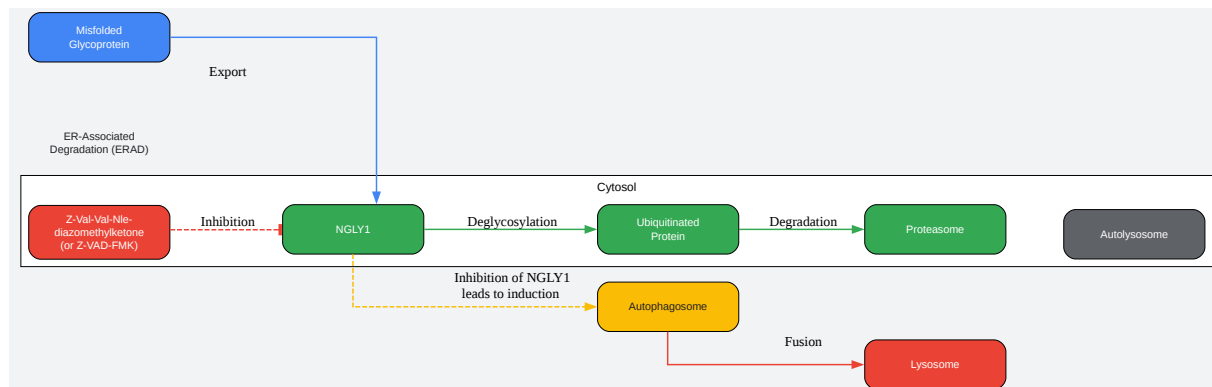 Misfolded
Glycoprotein
Export
ER-Associated
Degradation (ERAD)
Cytosol
Z-Val-Val-Nle-
diazomethylketone
(or Z-VAD-FMK)
Inhibition
NGLY1
Deglycosylation
Ubiquitinated
Protein
Degradation
Proteasome
Autolysosome
Inhibition of NGLY1
leads to induction
Autophagosome
Fusion
Lysosome